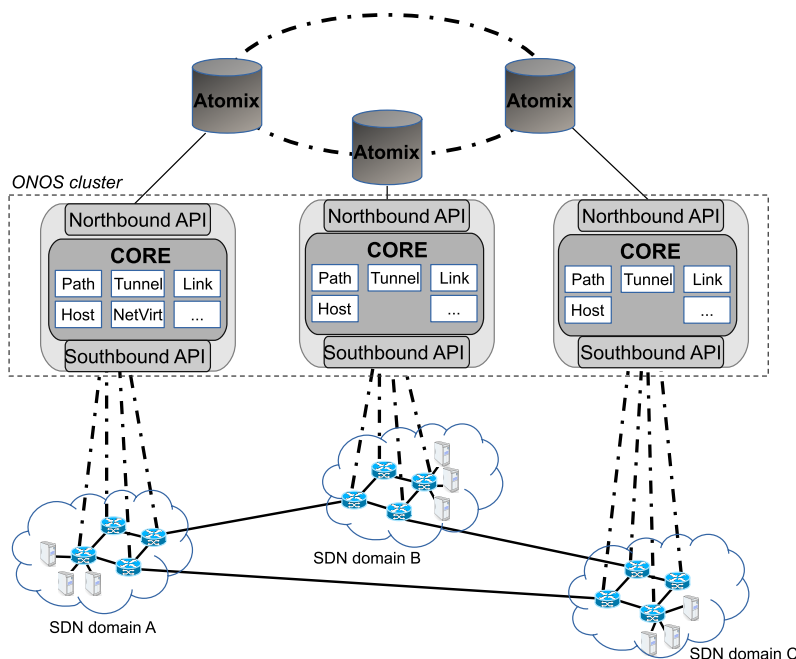 Atomix
Atomix
Atomix
ONOS cluster
Northbound API
CORE
Path
Tunnel
Link
Host
NetVirt
...
Southbound API
Northbound API
CORE
Path
Tunnel
Link
Host
...
Southbound API
Northbound API
CORE
Path
Tunnel
Link
Host
...
Southbound API
SDN domain B
SDN domain A
SDN domain C